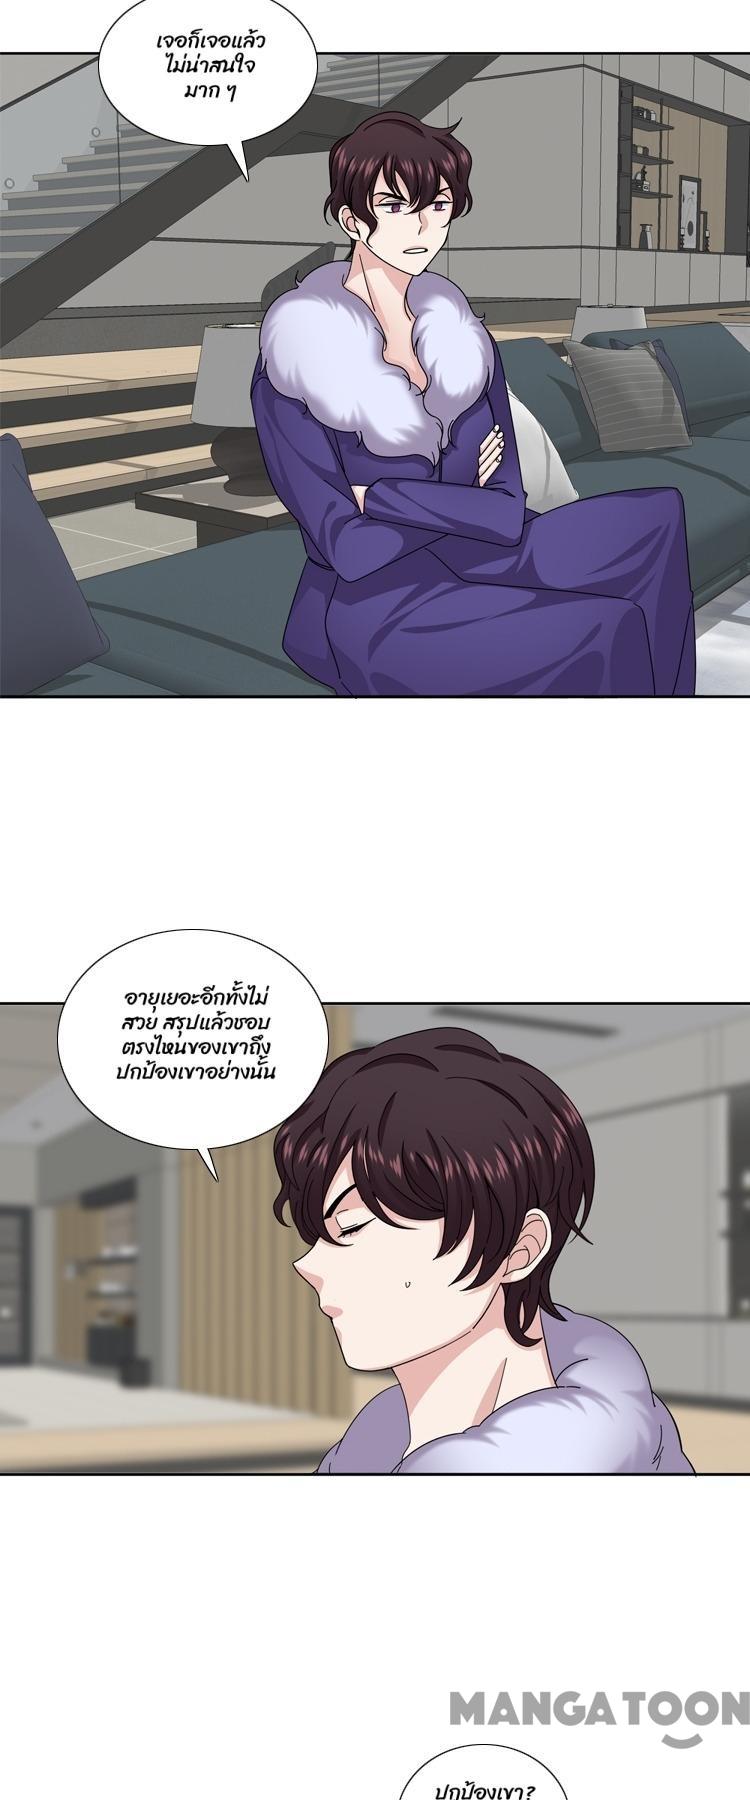 เจอก็เจอแล้ว
ไม่น่าสนใจ
มาก ๆ
อายุเยอะอีกทั้งไม่
สวย สรุปแล้วชอบ
ตรงไหนของเขาถึง
ปกป้องเขาอย่างนั้น
MANGATOON
ปกป้องเขา?